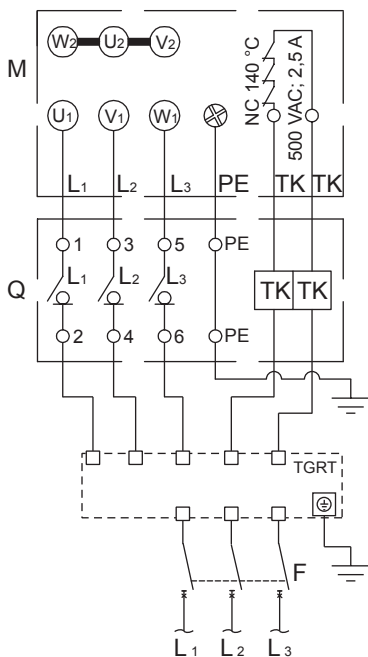 W2 U2 V2
M
NC 140 °C
500 VAC; 2,5 A
U1 V1 W1
L1 L2 L3 PE TK TK
1 3 5 PE
Q
L1 L2 L3 TK TK
2 4 6 PE
TGRT
F
L1 L2 L3